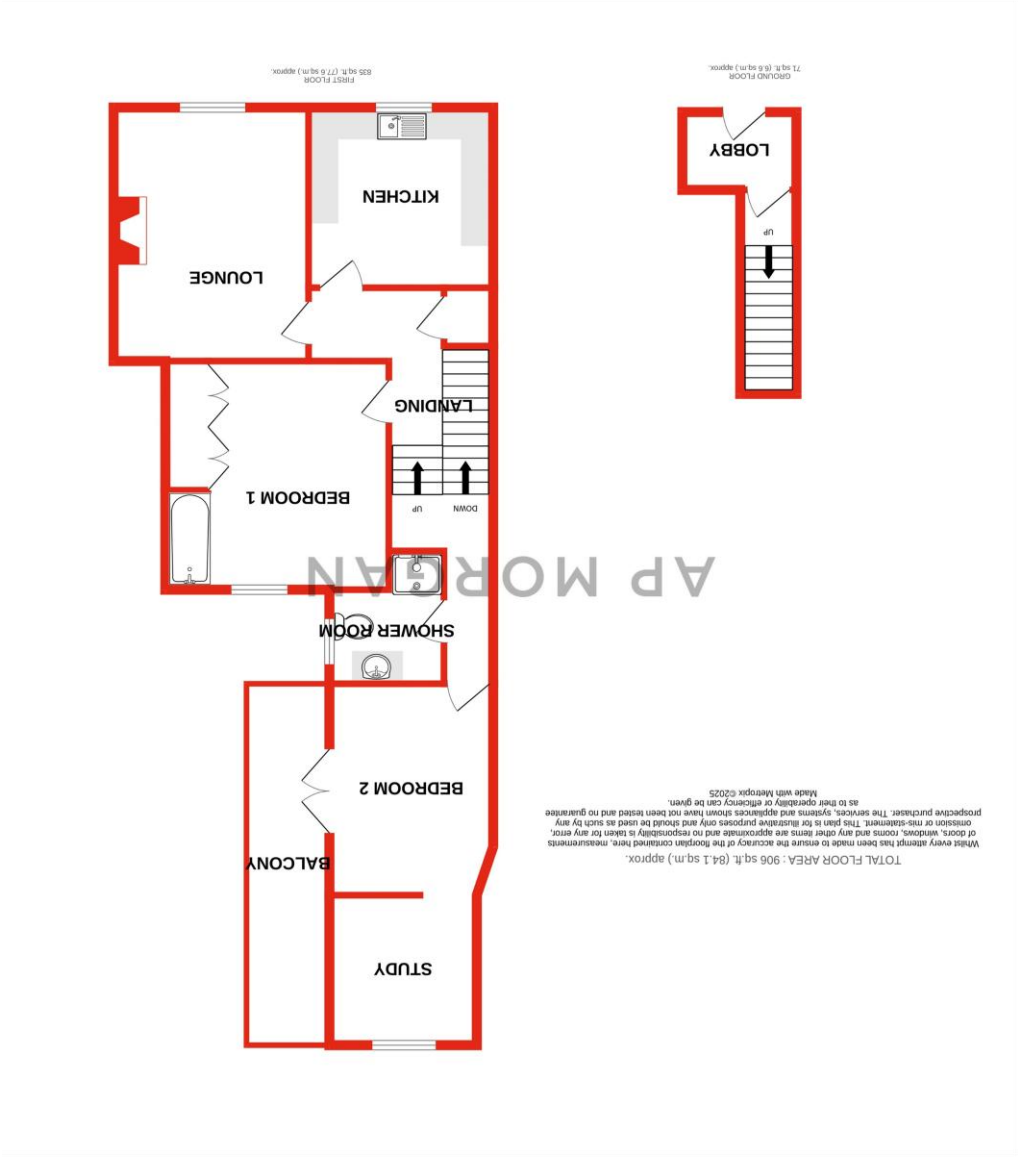 GROUND FLOOR
71 sq.ft. (6.6 sq.m.) approx.
FIRST FLOOR
835 sq.ft. (77.6 sq.m.) approx.
LOBBY
UP
KITCHEN
LOUNGE
LANDING
BEDROOM 1
DOWN
UP
AP MORGAN
SHOWER ROOM
BEDROOM 2
BALCONY
STUDY
TOTAL FLOOR AREA : 906 sq.ft. (84.1 sq.m.) approx.
Whilst every attempt has been made to ensure the accuracy of the floorplan contained here, measurements
of doors, windows, rooms and any other items are approximate and no responsibility is taken for any error,
omission or mis-statement. This plan is for illustrative purposes only and should be used as such by any
prospective purchaser. The services, systems and appliances shown have not been tested and no guarantee
as to their operability or efficiency can be given.
Made with Metropix ©2025